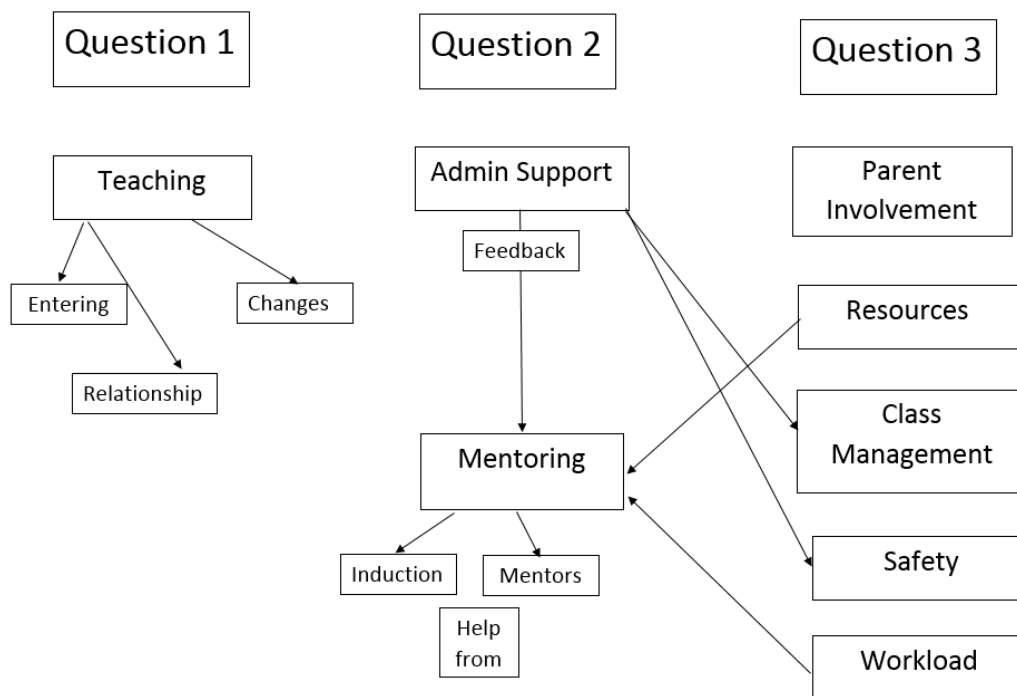 Question 1
Question 2
Question 3
Teaching
Admin Support
Parent
Involvement
Feedback
Entering
Changes
Resources
Relationship
Class
Management
Mentoring
Induction
Mentors
Safety
Help
from
Workload